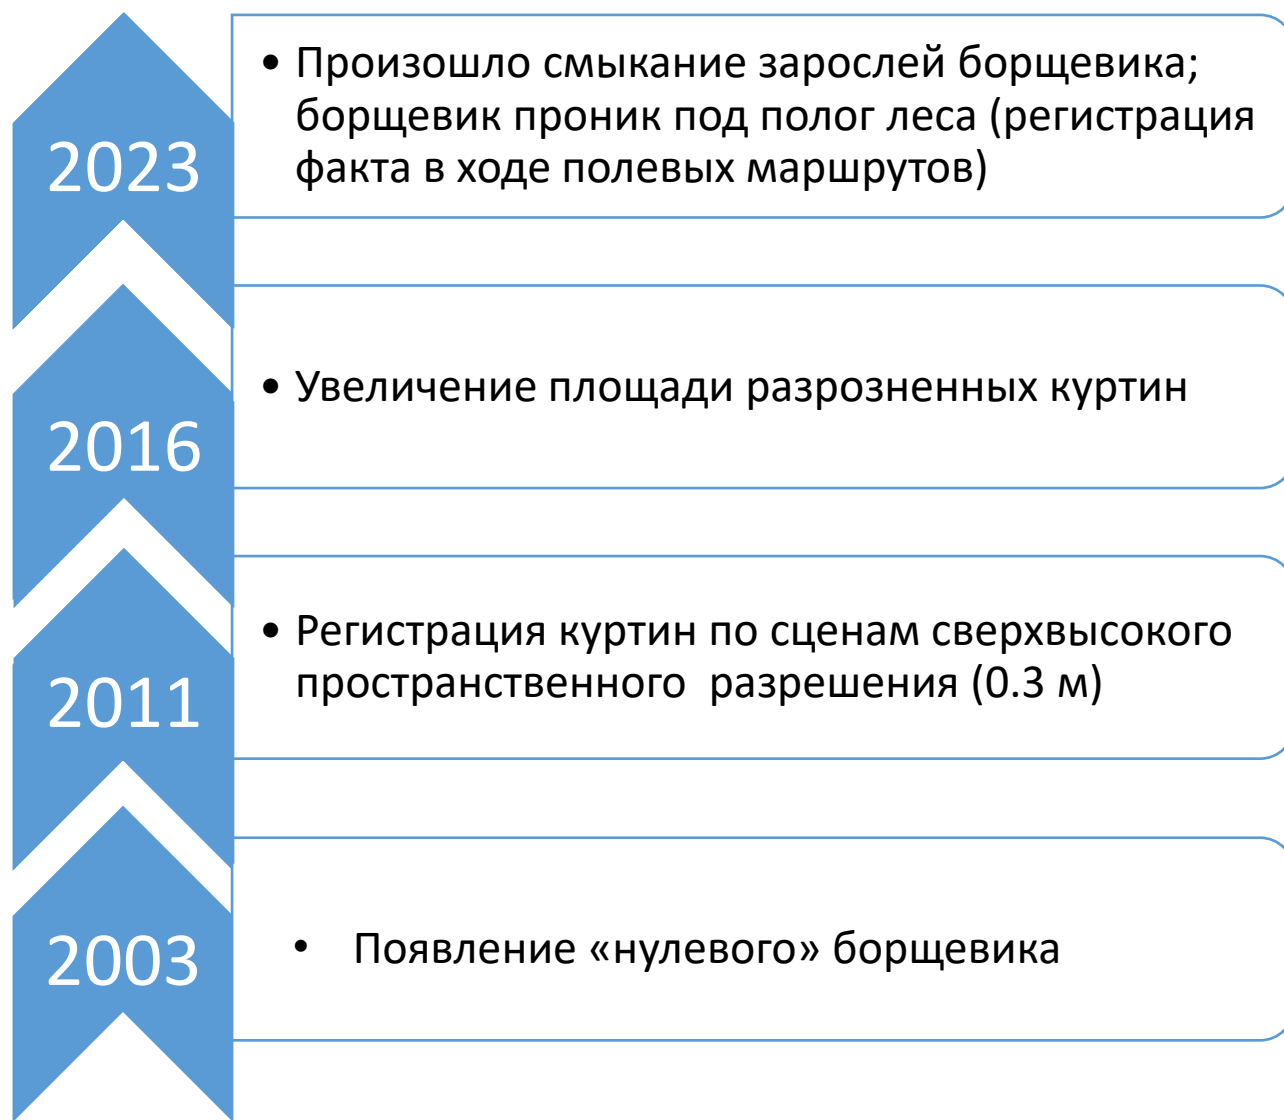 2023
• Произошло смыкание зарослей борщевика;
борщевик проник под полог леса (регистрация
факта в ходе полевых маршрутов)
2016
• Увеличение площади разрозненных куртин
2011
• Регистрация куртин по сценам сверхвысокого
пространственного разрешения (0.3 м)
2003
• Появление «нулевого» борщевика